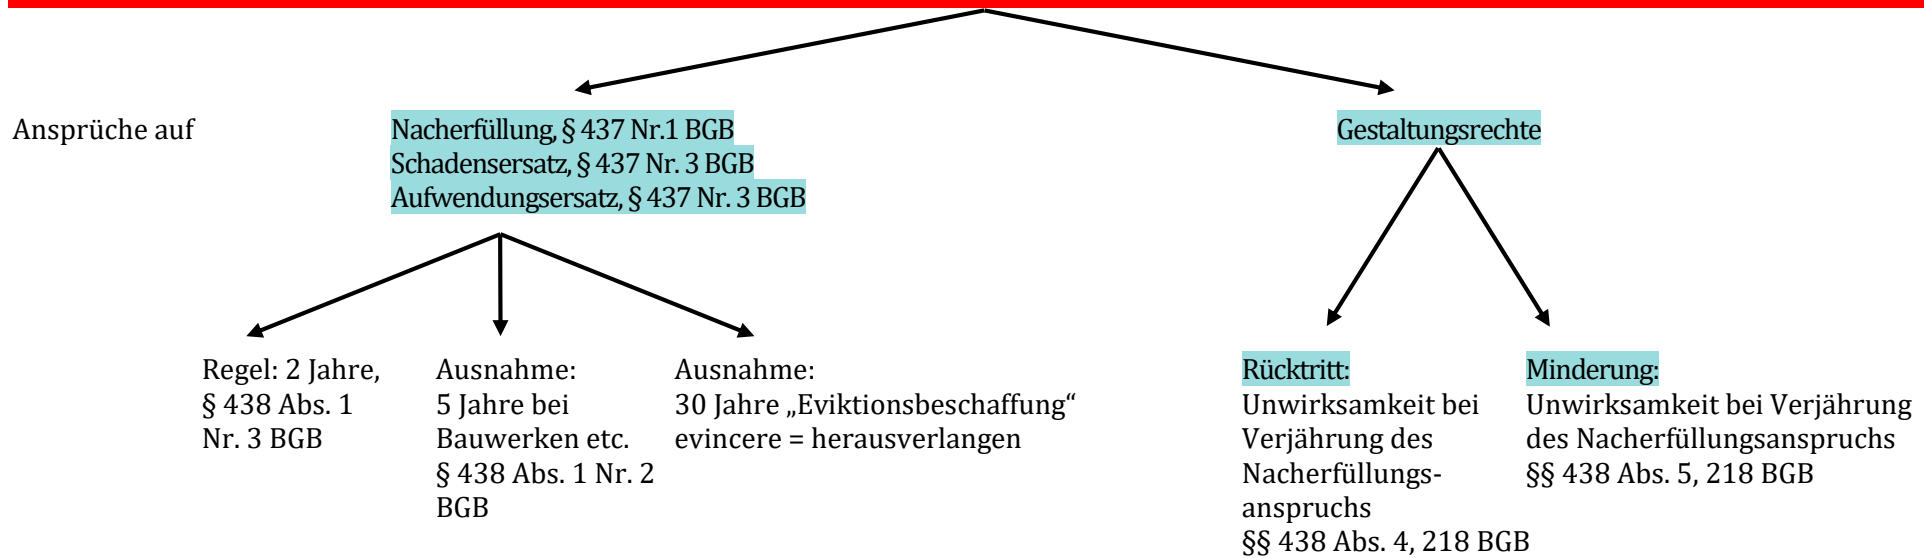 Ansprüche auf
Nacherfüllung, § 437 Nr.1 BGB
Schadensersatz, § 437 Nr. 3 BGB
Aufwendungsersatz, § 437 Nr. 3 BGB
Gestaltungsrechte
Regel: 2 Jahre,
§ 438 Abs. 1
Nr. 3 BGB
Ausnahme:
5 Jahre bei
Bauwerken etc.
§ 438 Abs. 1 Nr. 2
BGB
Ausnahme:
30 Jahre „Eviktionsbeschaffung“
evincere = herausverlangen
Rücktritt:
Unwirksamkeit bei
Verjährung des
Nacherfüllungs-
anspruchs
§§ 438 Abs. 4, 218 BGB
Minderung:
Unwirksamkeit bei Verjährung
des Nacherfüllungsanspruchs
§§ 438 Abs. 5, 218 BGB